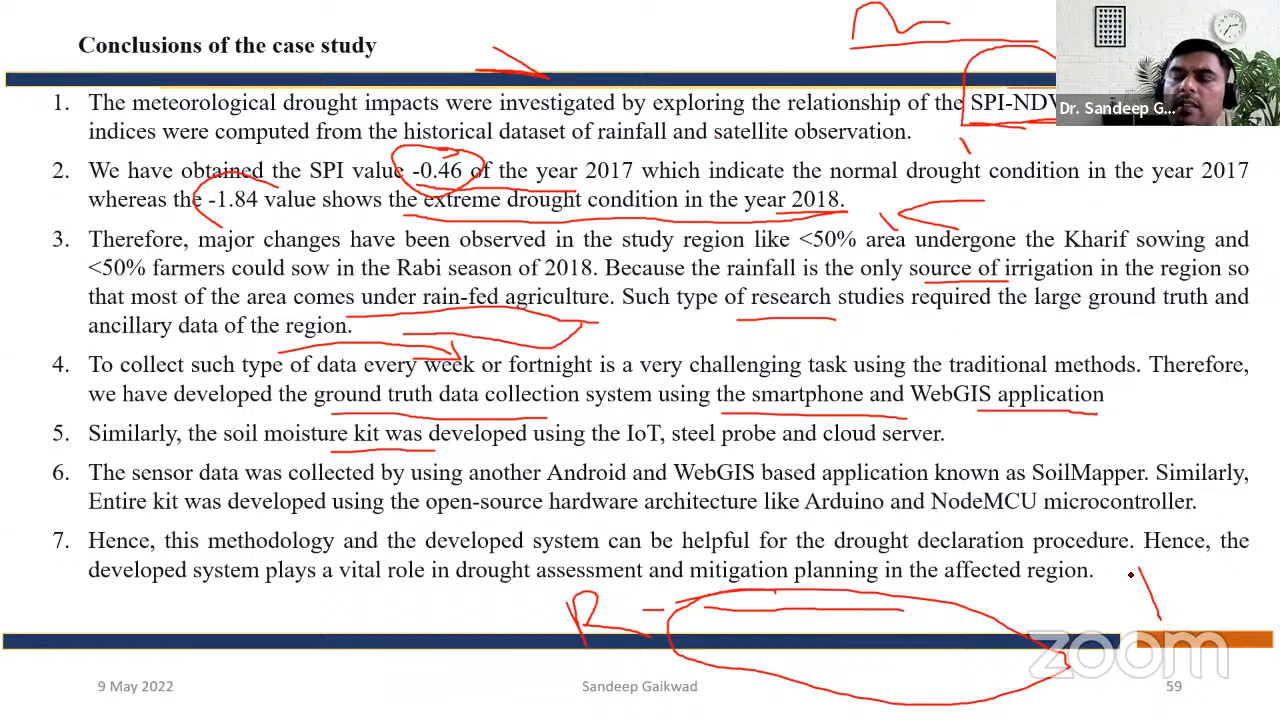 Conclusions of the case study
Dr. Sandeep G...
1. The meteorological drought impacts were investigated by exploring the relationship of the SPI-NDV
indices were computed from the historical dataset of rainfall and satellite observation.
2. We have obtained the SPI value -0.46 of the year 2017 which indicate the normal drought condition in the year 2017
whereas the -1.84 value shows the extreme drought condition in the year 2018.
3. Therefore, major changes have been observed in the study region like <50% area undergone the Kharif sowing and
<50% farmers could sow in the Rabi season of 2018. Because the rainfall is the only source of irrigation in the region so
that most of the area comes under rain-fed agriculture. Such type of research studies required the large ground truth and
ancillary data of the region.
4. To collect such type of data every week or fortnight is a very challenging task using the traditional methods. Therefore,
we have developed the ground truth data collection system using the smartphone and WebGIS application
5. Similarly, the soil moisture kit was developed using the IoT, steel probe and cloud server.
6. The sensor data was collected by using another Android and WebGIS based application known as SoilMapper. Similarly,
Entire kit was developed using the open-source hardware architecture like Arduino and NodeMCU microcontroller.
7. Hence, this methodology and the developed system can be helpful for the drought declaration procedure. Hence, the
developed system plays a vital role in drought assessment and mitigation planning in the affected region.
R
zoom
9 May 2022
Sandeep Gaikwad
59